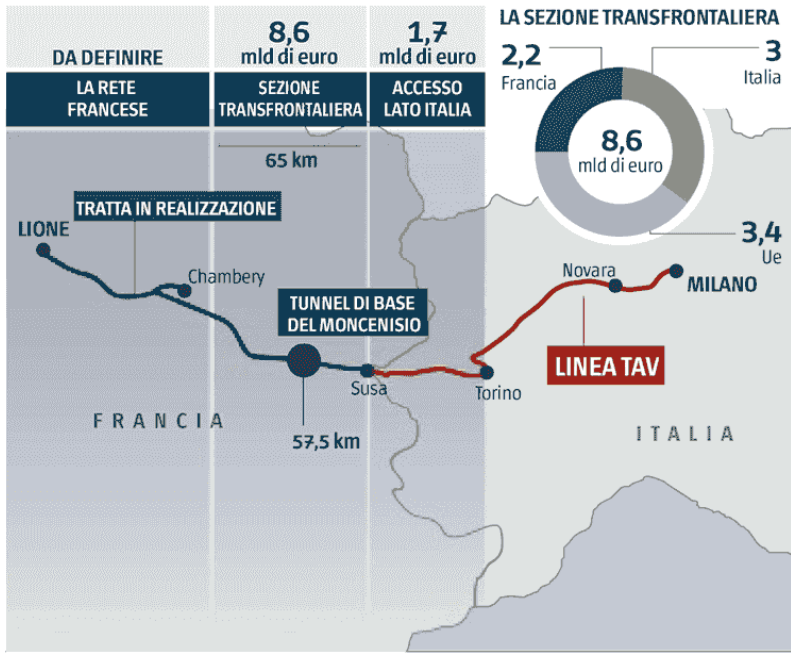 DA DEFINIRE
LA RETE
FRANCESE
8,6
mld di euro
SEZIONE
TRANSFRONTALIERA
65 km
1,7
mld di euro
ACCESSO
LATO ITALIA
LA SEZIONE TRANSFRONTALIERA
2,2
Francia
3
Italia
8,6
mld di euro
3,4
Ue
TRATTA IN REALIZZAZIONE
LIONE
Chambery
TUNNEL DI BASE
DEL MONCENISIO
Susa
57,5 km
Torino
Novara
MILANO
LINEA TAV
FRANCIA
ITALIA